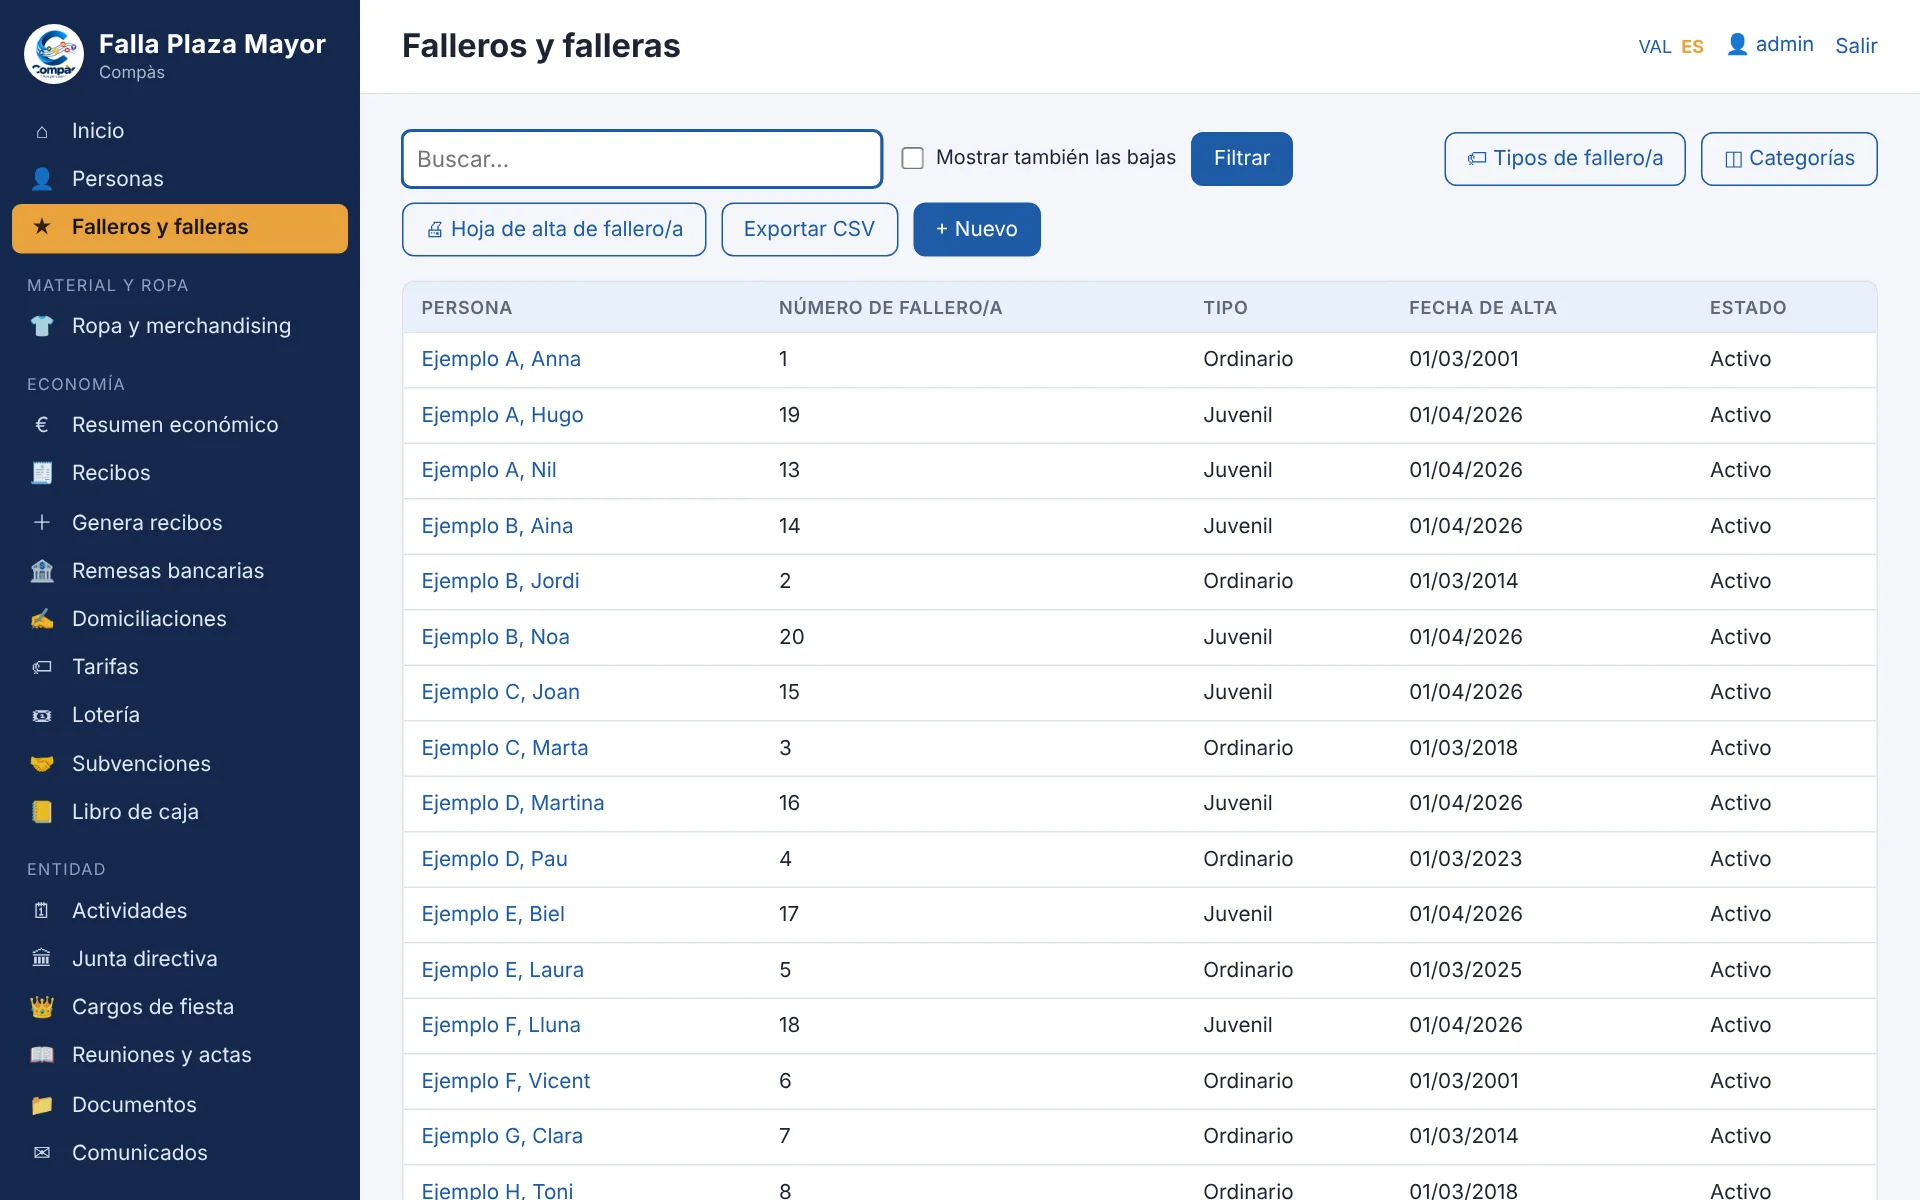 Compàs
Falla Plaza Mayor
Compàs
Inicio
Personas
Falleros y falleras
MATERIAL Y ROPA
Ropa y merchandising
ECONOMÍA
€ Resumen económico
Recibos
Genera recibos
Remesas bancarias
Domiciliaciones
Tarifas
Lotería
Subvenciones
Libro de caja
ENTIDAD
Actividades
Junta directiva
Cargos de fiesta
Reuniones y actas
Documentos
Comunicados
Falleros y falleras
VAL ES admin Salir
Buscar... Mostrar también las bajas Filtrar Tipos de fallero/a Categorías
Hoja de alta de fallero/a Exportar CSV + Nuevo
PERSONA NÚMERO DE FALLERO/A TIPO FECHA DE ALTA ESTADO
Ejemplo A, Anna 1 Ordinario 01/03/2001 Activo
Ejemplo A, Hugo 19 Juvenil 01/04/2026 Activo
Ejemplo A, Nil 13 Juvenil 01/04/2026 Activo
Ejemplo B, Aina 14 Juvenil 01/04/2026 Activo
Ejemplo B, Jordi 2 Ordinario 01/03/2014 Activo
Ejemplo B, Noa 20 Juvenil 01/04/2026 Activo
Ejemplo C, Joan 15 Juvenil 01/04/2026 Activo
Ejemplo C, Marta 3 Ordinario 01/03/2018 Activo
Ejemplo D, Martina 16 Juvenil 01/04/2026 Activo
Ejemplo D, Pau 4 Ordinario 01/03/2023 Activo
Ejemplo E, Biel 17 Juvenil 01/04/2026 Activo
Ejemplo E, Laura 5 Ordinario 01/03/2025 Activo
Ejemplo F, Lluna 18 Juvenil 01/04/2026 Activo
Ejemplo F, Vicent 6 Ordinario 01/03/2001 Activo
Ejemplo G, Clara 7 Ordinario 01/03/2014 Activo
Ejemplo H, Toni 8 Ordinario 01/03/2018 Activo